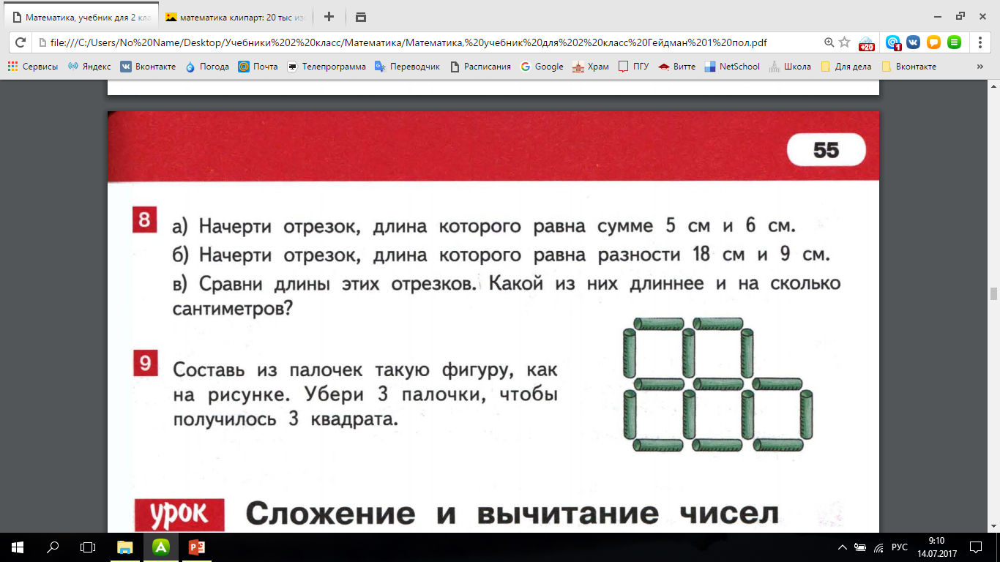 Математика, учебник для 2 кла
математика клипарт: 20 тыс изо
file:///C:/Users/No%20Name/Desktop/Учебники%202%20класс/Математика/Математика,%20учебник%20для%202%20класс%20Гейдман%201%20пол.pdf
+20
1
Сервисы Яндекс Вконтакте Погода Почта Телепрограмма Переводчик Расписания Google Храм ПГУ Витте NetSchool Школа Для дела Вконтакте »
55
8 а) Начерти отрезок, длина которого равна сумме 5 см и 6 см.
б) Начерти отрезок, длина которого равна разности 18 см и 9 см.
в) Сравни длины этих отрезков. Какой из них длиннее и на сколько
сантиметров?
9 Составь из палочек такую фигуру, как
на рисунке. Убери 3 палочки, чтобы
получилось 3 квадрата.
урок Сложение и вычитание чисел
РУС
9:10
14.07.2017